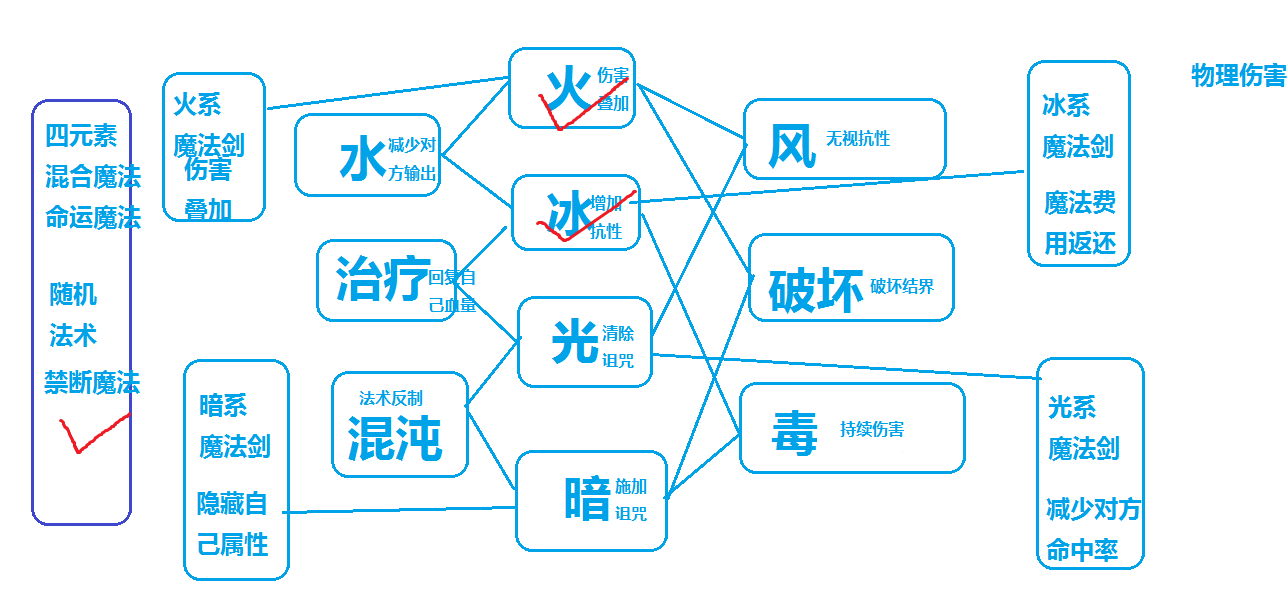 四元素
混合魔法
命运魔法
随机
法术
禁断魔法
火系
魔法剑
伤害
叠加
水
减少对
方输出
治疗
回复自
己血量
暗系
魔法剑
隐藏自
己属性
法术反制
混沌
火
伤害
叠加
冰
增加
抗性
光
清除
诅咒
暗
施加
诅咒
风
无视抗性
破坏
破坏结界
毒
持续伤害
冰系
魔法剑
魔法费
用返还
光系
魔法剑
减少对方
命中率
物理伤害